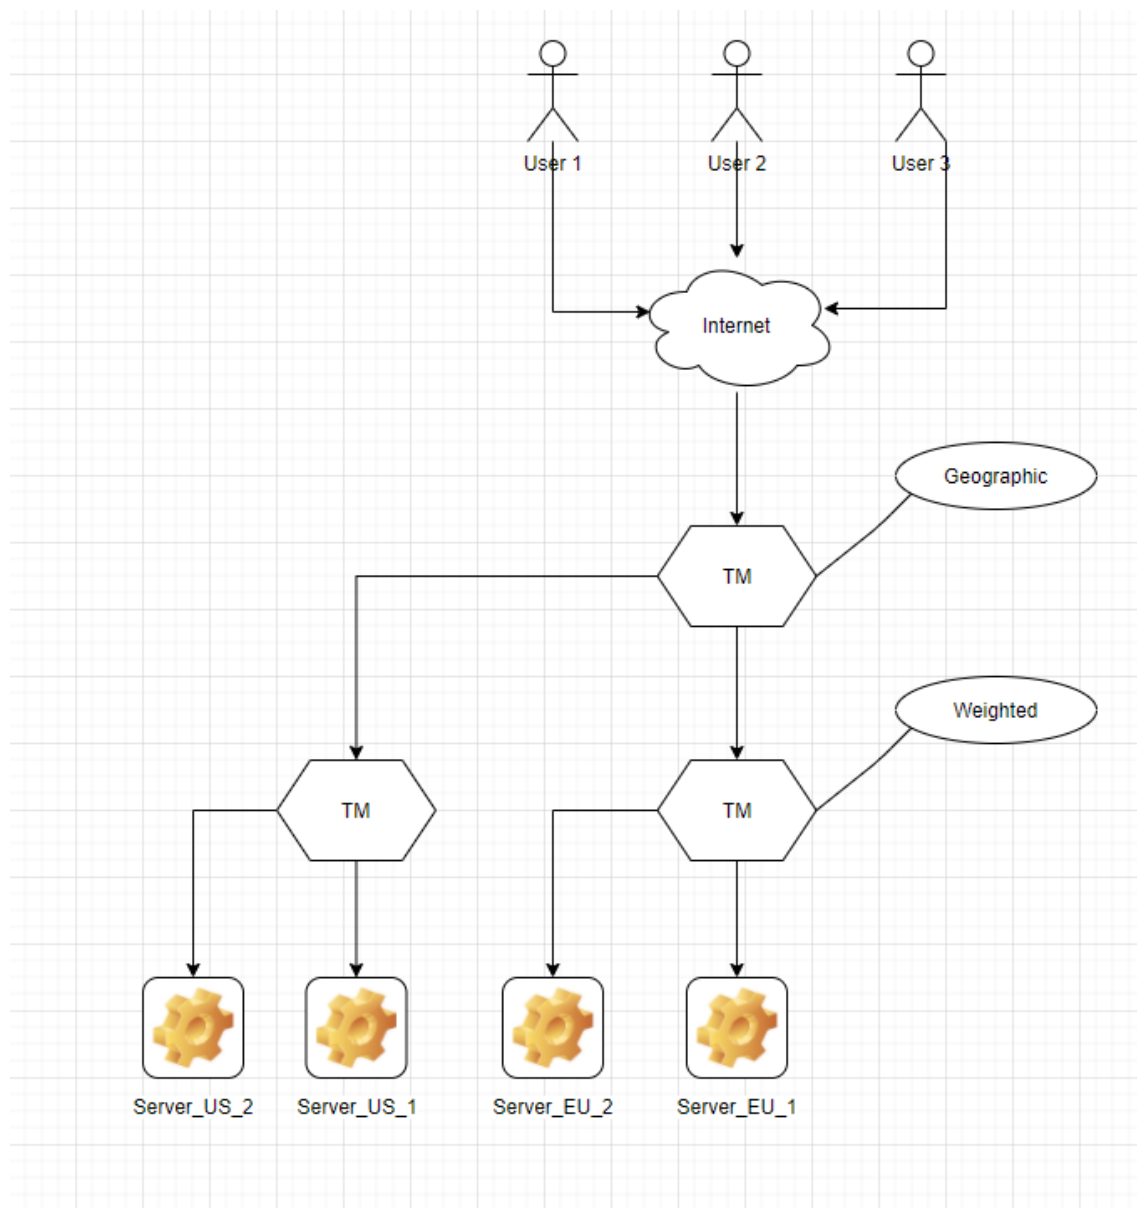 User 1
User 2
User 3
Internet
Geographic
TM
Weighted
TM
TM
Server_US_2
Server_US_1
Server_EU_2
Server_EU_1